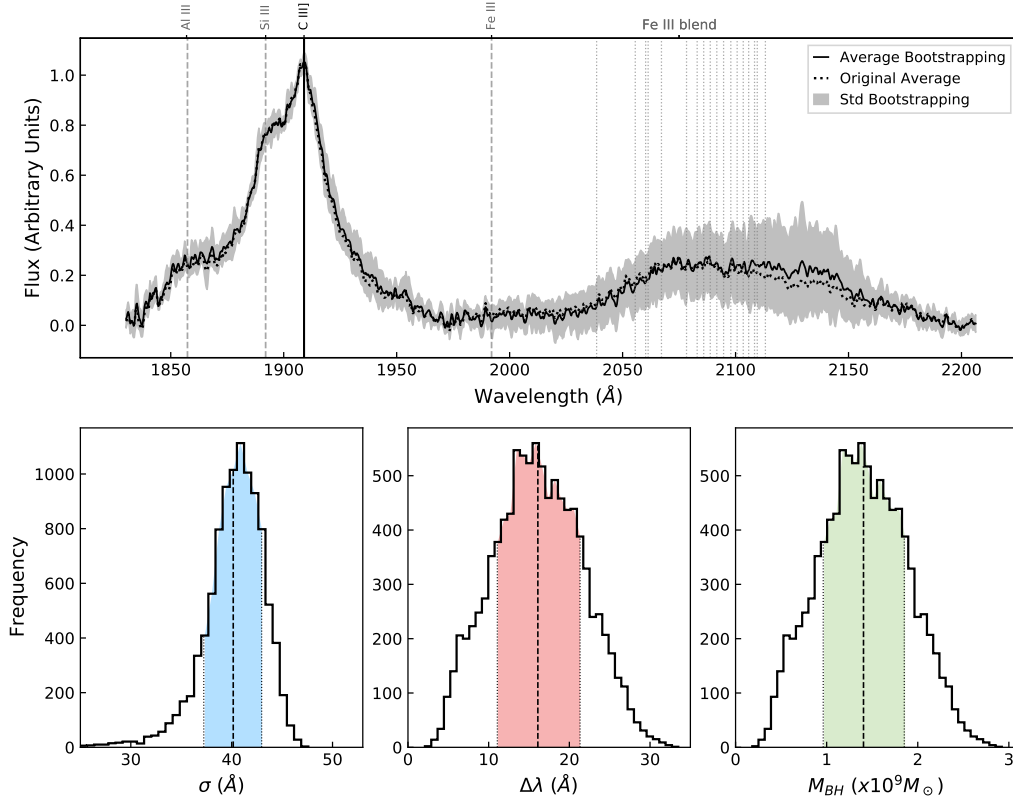 Al III
Si III
C III]
Fe III
Fe III blend
Flux (Arbitrary Units)
1.0
0.8
0.6
0.4
0.2
0.0
Average Bootstrapping
Original Average
Std Bootstrapping
1850 1900 1950 2000 2050 2100 2150 2200
Wavelength (Å)
Frequency
1000
800
600
400
200
0
30 40 50
σ (Å)
500
400
300
200
100
0
0 10 20 30
Δλ (Å)
500
400
300
200
100
0
0 1 2 3
M_BH (x10⁹M_⊙)